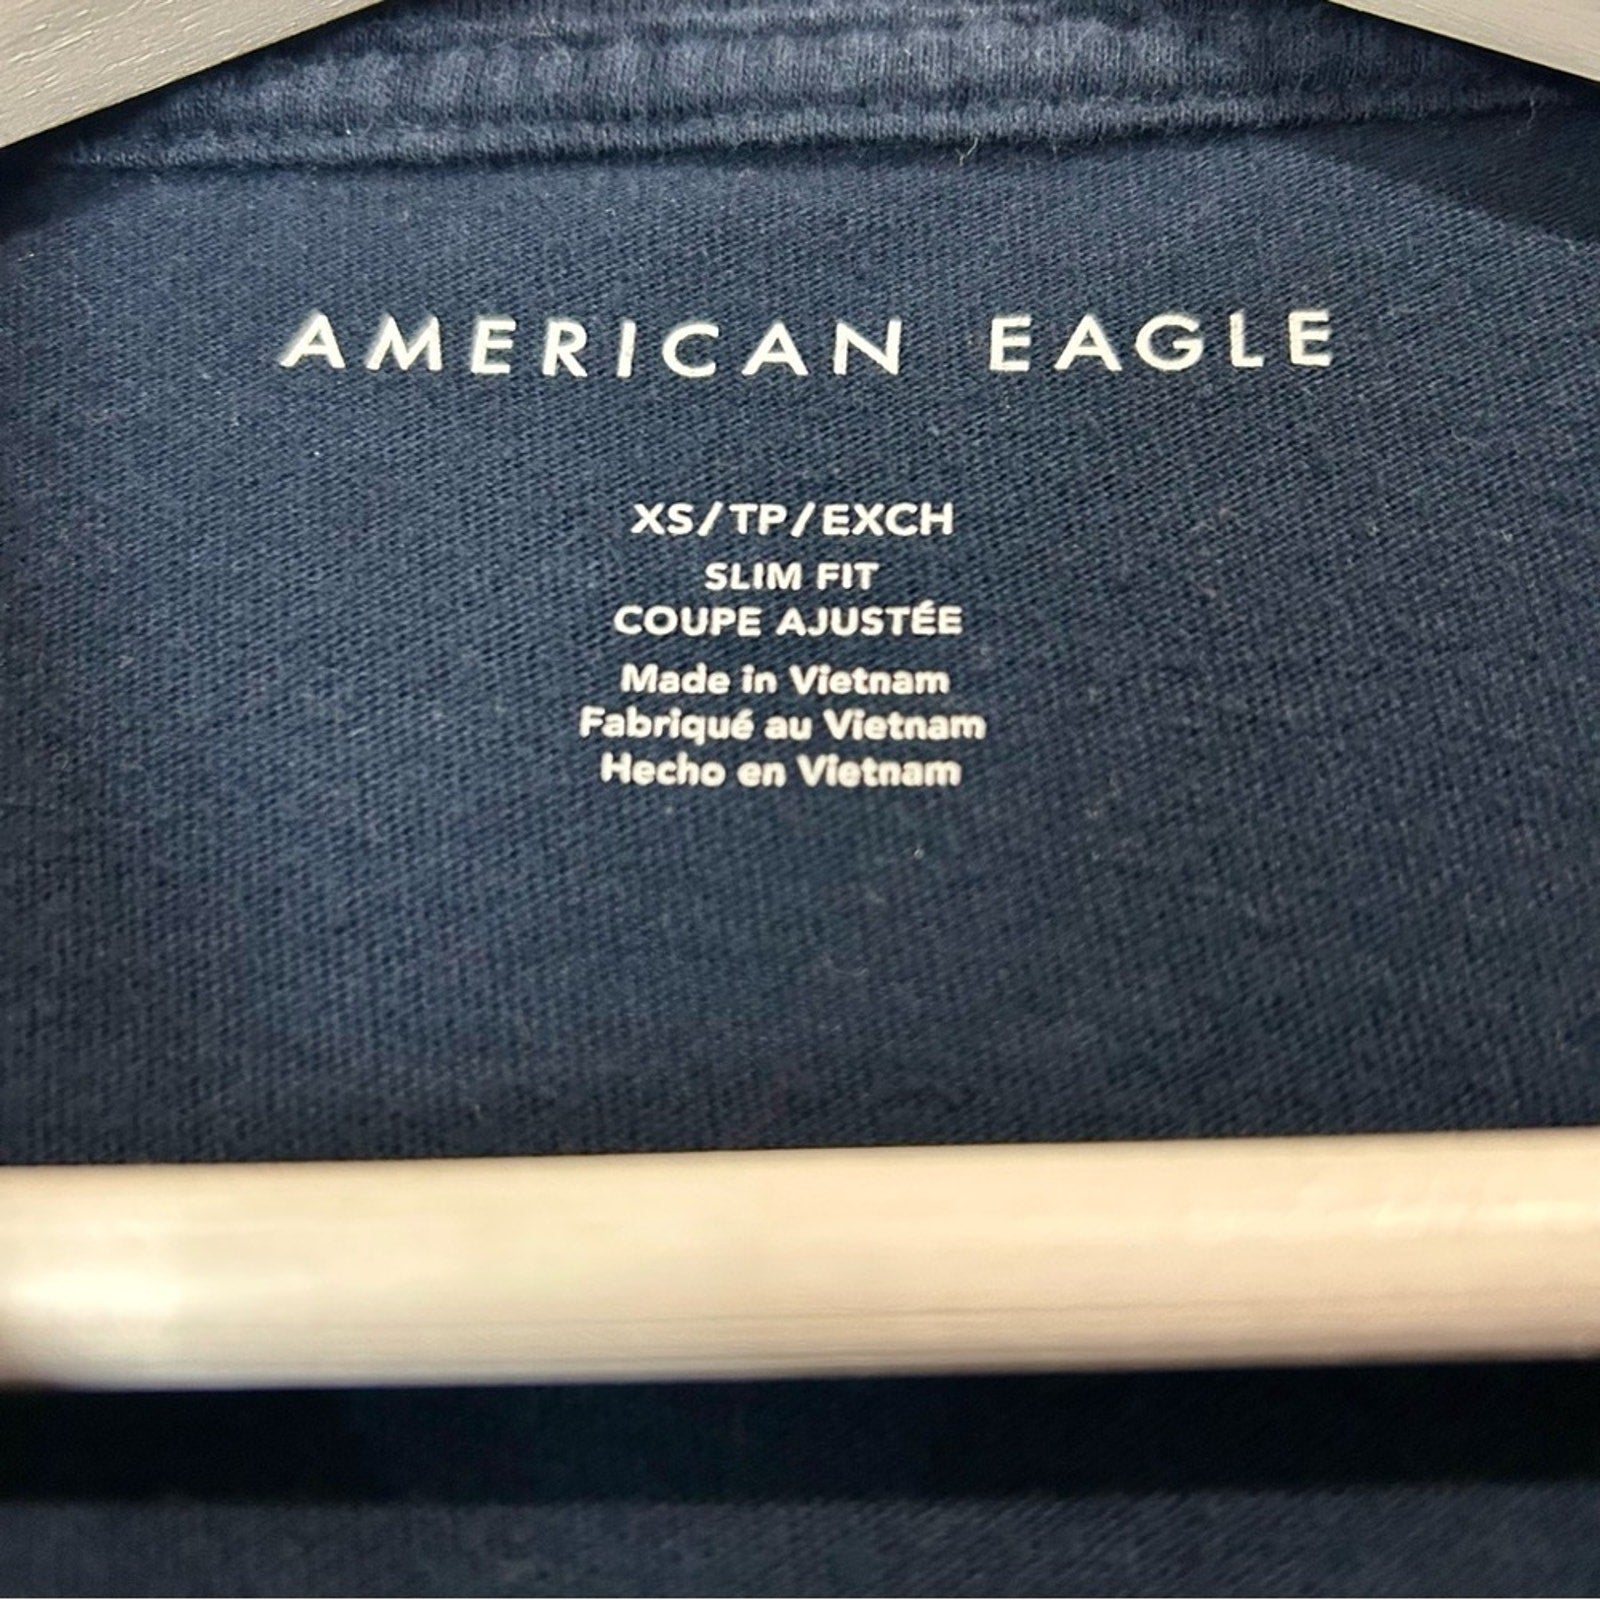 AMERICAN EAGLE
XS/TP/EXCH
SLIM FIT
COUPE AJUSTÉE
Made in Vietnam
Fabriqué au Vietnam
Hecho en Vietnam